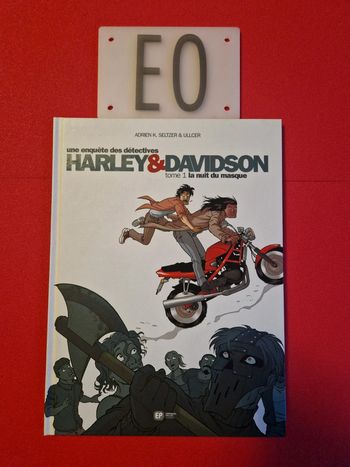 EO
ADRIEN K. SELTZER & ULLCER
une enquête des détectives
HARLEY&DAVIDSON
tome 1 la nuit du masque
EP